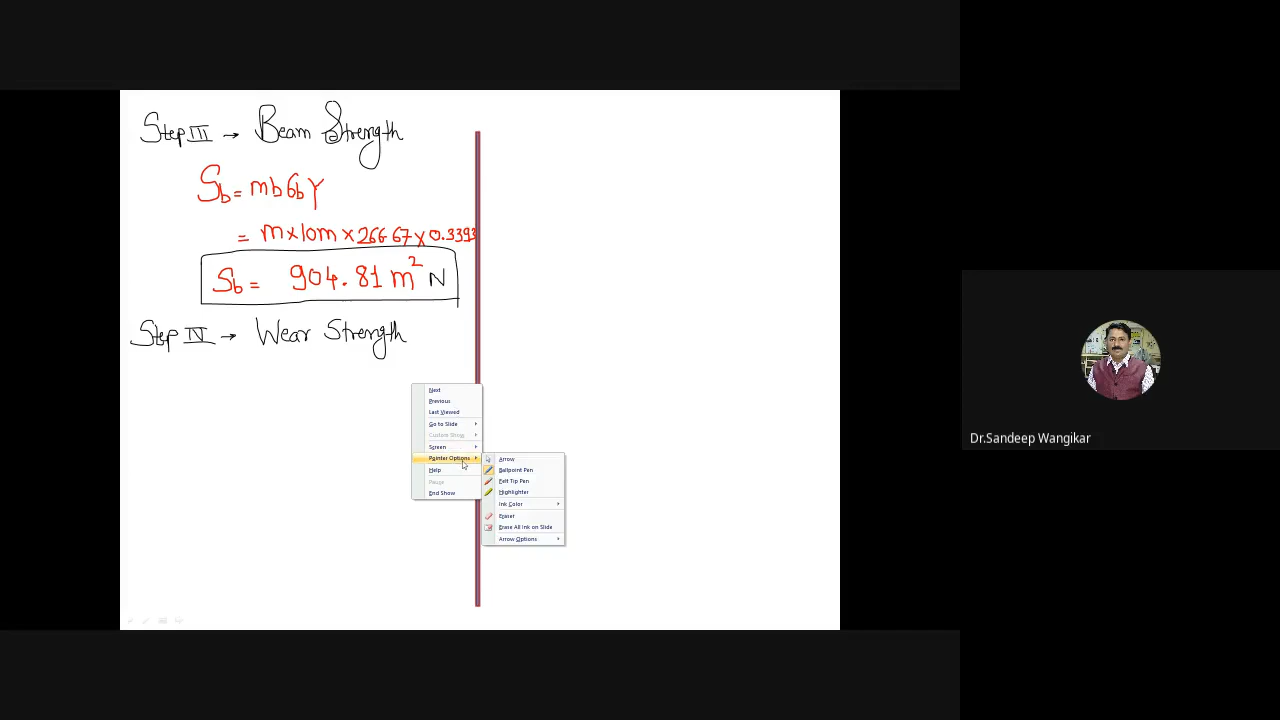 Step III → Beam Strength
Sb = m b σb Y
= m × 10m × 266.67 × 0.3393
Sb = 904.81 m² N
Step IV → Wear Strength
Next
Previous
Last Viewed
Go to Slide
Custom Show
Screen
Pointer Options
Help
Pause
End Show
Arrow
Ballpoint Pen
Felt Tip Pen
Highlighter
Ink Color
Eraser
Erase All Ink on Slide
Arrow Options
Dr.Sandeep Wangikar